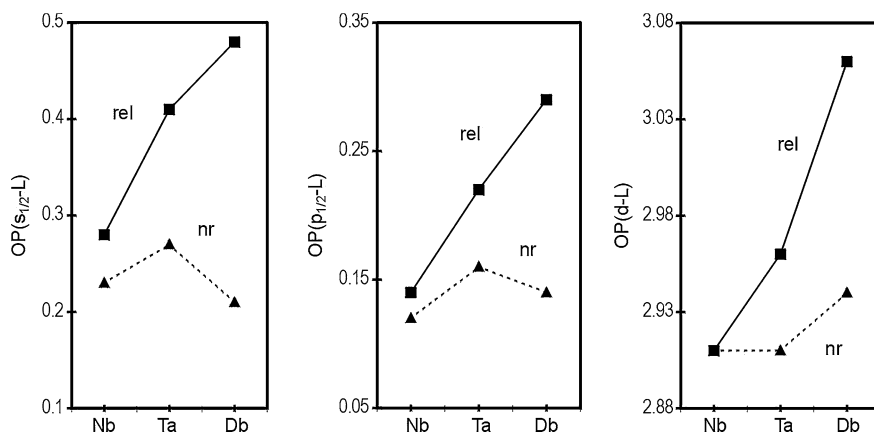 OP(s1/2-L)
0.5
0.4
0.3
0.2
0.1
rel
nr
Nb Ta Db
OP(p1/2-L)
0.35
0.25
0.15
0.05
rel
nr
Nb Ta Db
OP(d-L)
3.08
3.03
2.98
2.93
2.88
rel
nr
Nb Ta Db